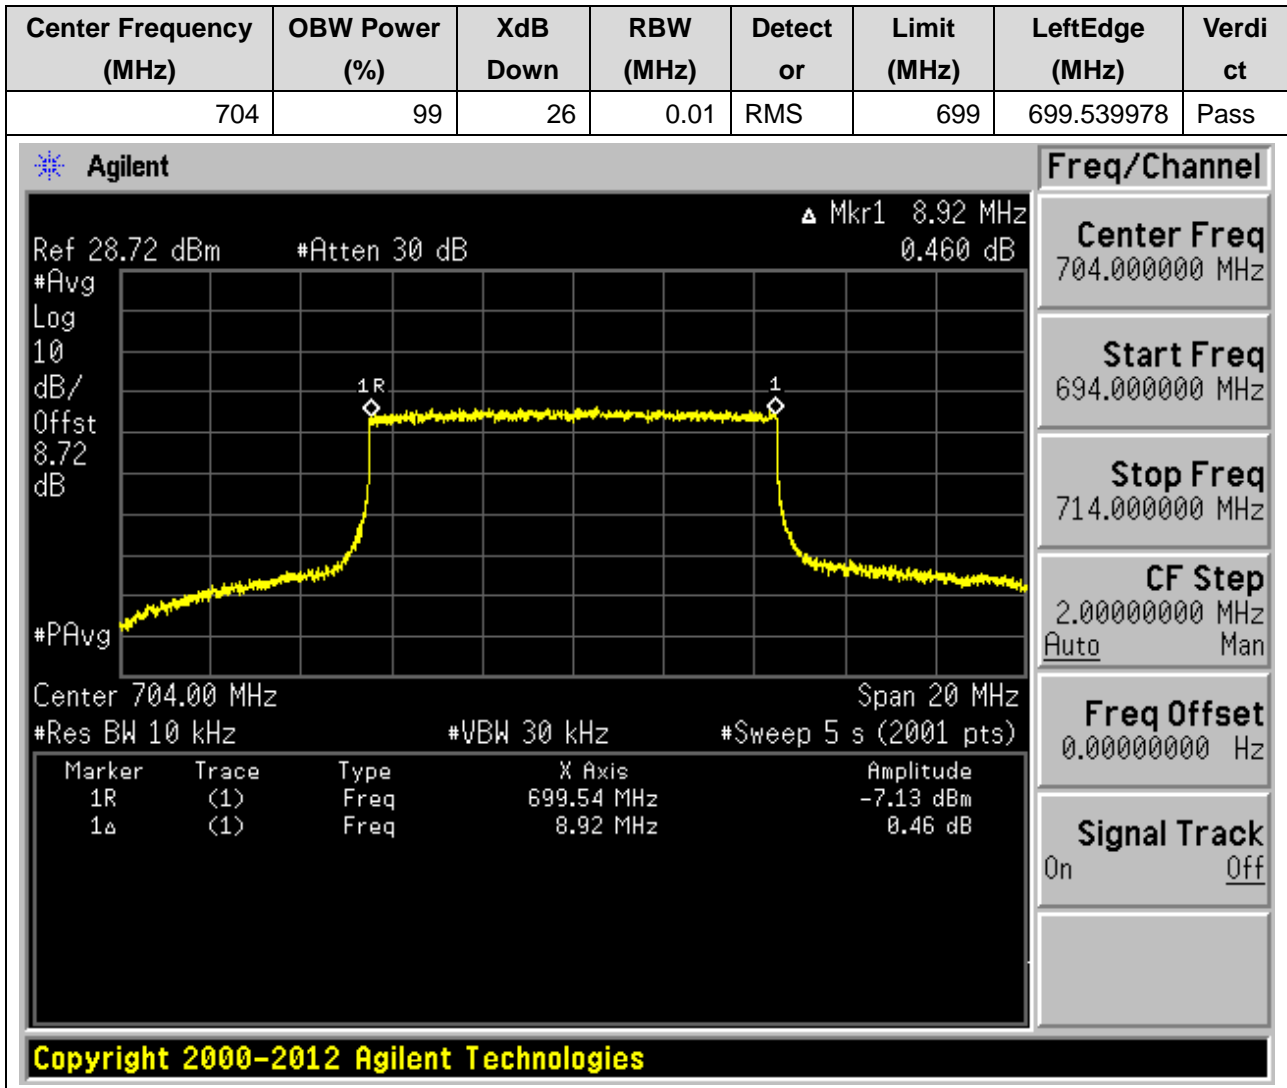 Center Frequency (MHz) OBW Power (%) XdB Down RBW (MHz) Detect or Limit (MHz) LeftEdge (MHz) Verdi ct
704 99 26 0.01 RMS 699 699.539978 Pass
Agilent
Freq/Channel
Δ Mkr1 8.92 MHz
Ref 28.72 dBm #Atten 30 dB 0.460 dB
#Avg
Log
10
dB/
Offst
8.72
dB
#PAvg
1R
1
Center 704.00 MHz Span 20 MHz
#Res BW 10 kHz #VBW 30 kHz #Sweep 5 s (2001 pts)
Marker Trace Type X Axis Amplitude
1R (1) Freq 699.54 MHz -7.13 dBm
1Δ (1) Freq 8.92 MHz 0.46 dB
Center Freq
704.000000 MHz
Start Freq
694.000000 MHz
Stop Freq
714.000000 MHz
CF Step
2.00000000 MHz
Auto Man
Freq Offset
0.00000000 Hz
Signal Track
On Off
Copyright 2000-2012 Agilent Technologies